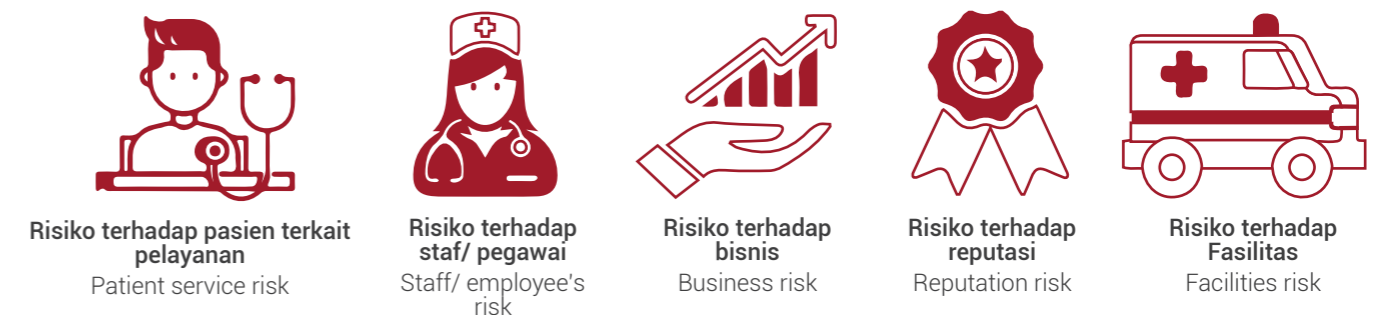 Risiko terhadap pasien terkait
pelayanan
Patient service risk
Risiko terhadap
staf/ pegawai
Staff/ employee's
risk
Risiko terhadap
bisnis
Business risk
Risiko terhadap
reputasi
Reputation risk
Risiko terhadap
Fasilitas
Facilities risk